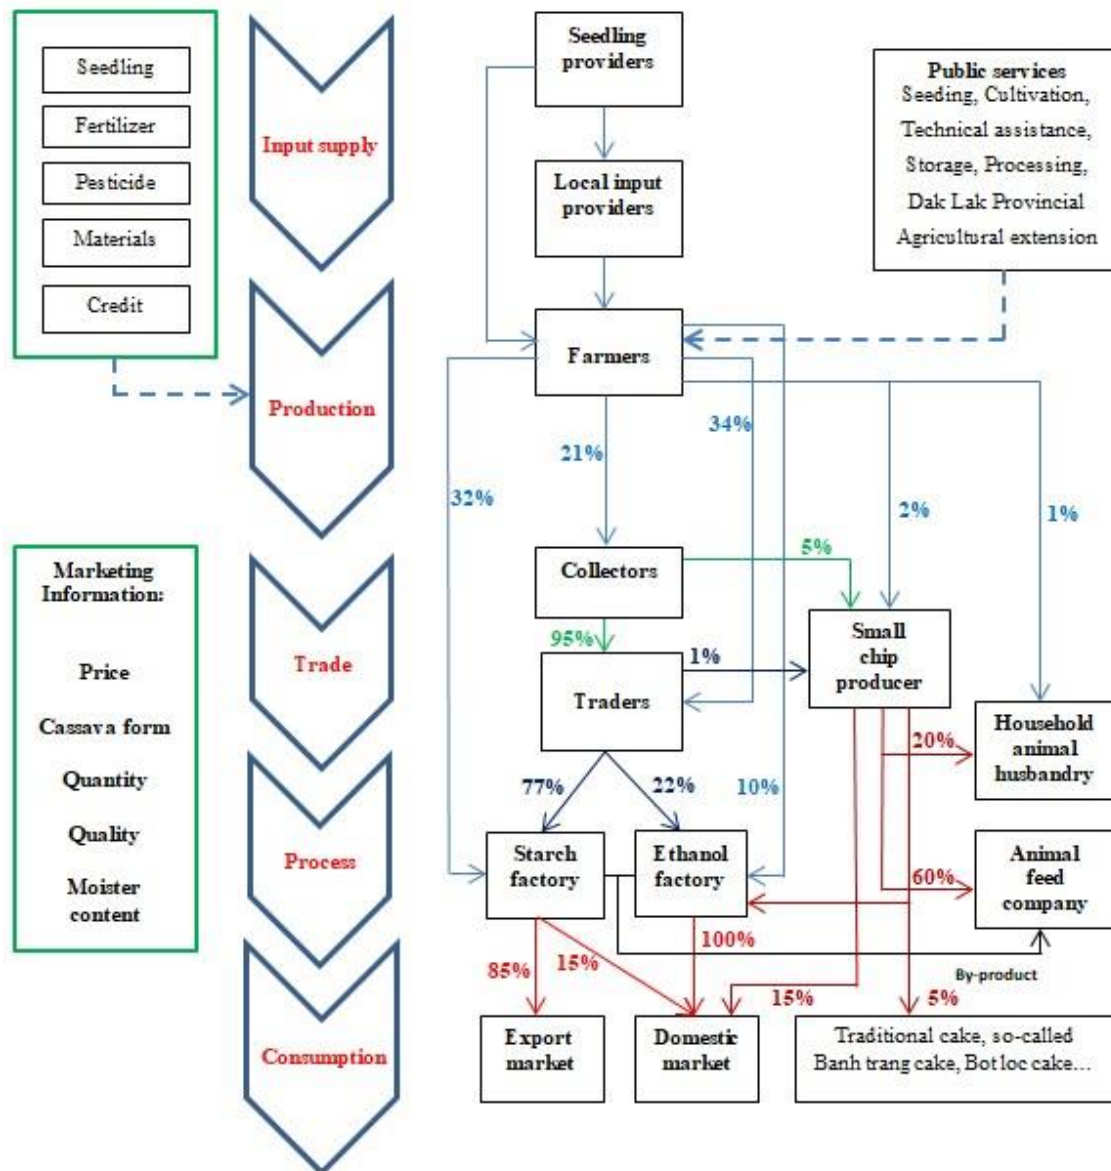 Seedling
Fertilizer
Pesticide
Materials
Credit
Input supply
Production
Trade
Process
Consumption
Marketing
Information:
Price
Cassava form
Quantity
Quality
Moister
content
Seedling
providers
Local input
providers
Public services
Seeding, Cultivation,
Technical assistance,
Storage, Processing,
Dak Lak Provincial
Agricultural extension
Farmers
34%
21%
32%
2%
1%
5%
Collectors
95%
1%
Small
chip
producer
Traders
Household
animal
husbandry
20%
77%
22%
10%
Starch
factory
Ethanol
factory
Animal
feed
company
60%
100%
85%
15%
By-product
15%
5%
Export
market
Domestic
market
Traditional cake, so-called
Banh trang cake, Bot loc cake...